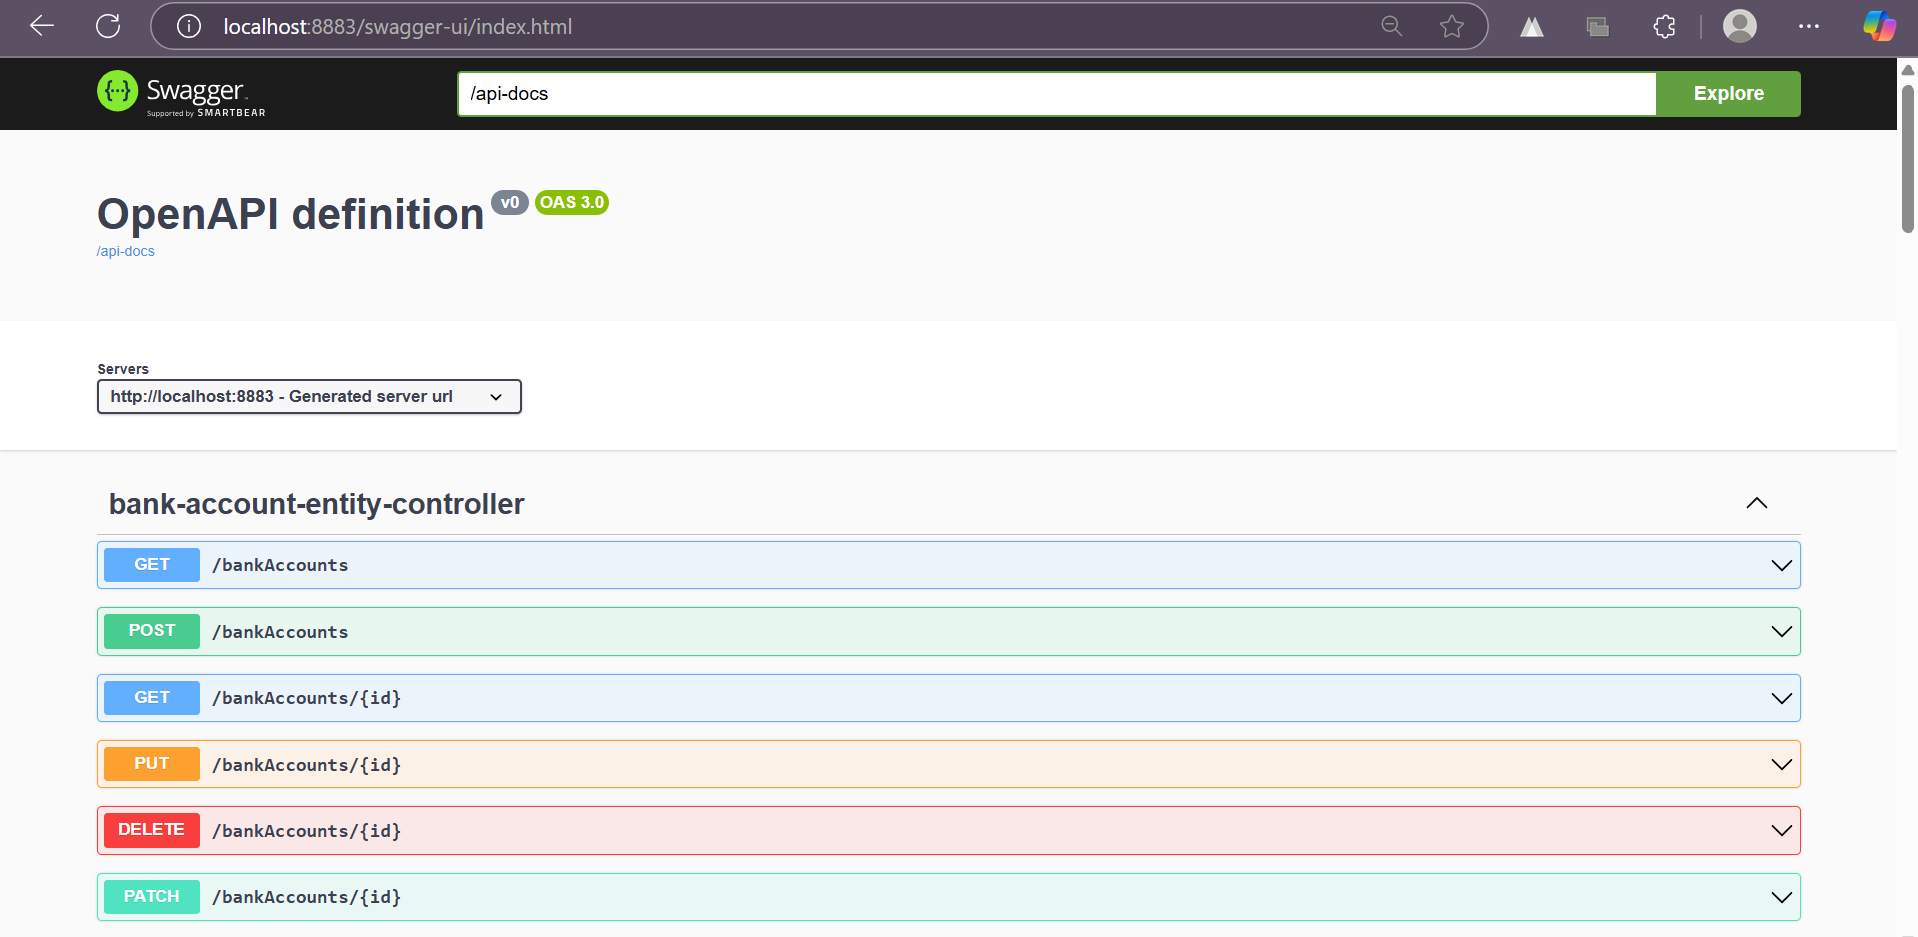 localhost:8883/swagger-ui/index.html
{···} Swagger
Supported by SMARTBEAR
/api-docs
Explore
OpenAPI definition v0 OAS 3.0
/api-docs
Servers
http://localhost:8883 - Generated server url
bank-account-entity-controller
GET /bankAccounts
POST /bankAccounts
GET /bankAccounts/{id}
PUT /bankAccounts/{id}
DELETE /bankAccounts/{id}
PATCH /bankAccounts/{id}